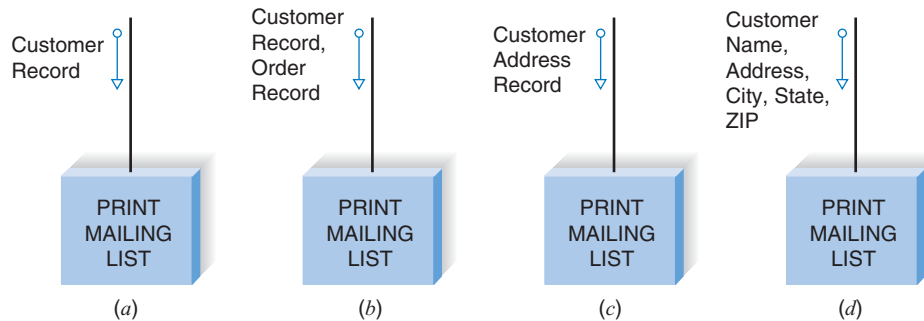 Customer
Record
PRINT
MAILING
LIST
(a)
Customer
Record,
Order
Record
PRINT
MAILING
LIST
(b)
Customer
Address
Record
PRINT
MAILING
LIST
(c)
Customer
Name,
Address,
City, State,
ZIP
PRINT
MAILING
LIST
(d)